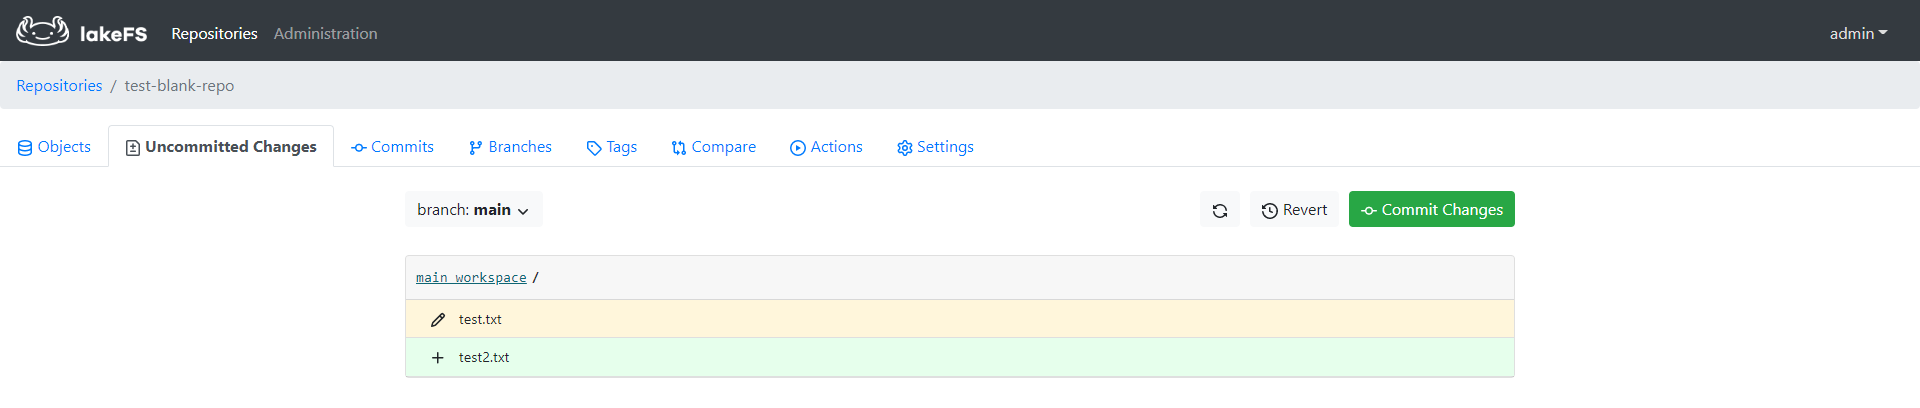 lakeFS Repositories Administration admin
Repositories / test-blank-repo
Objects Uncommitted Changes Commits Branches Tags Compare Actions Settings
branch: main Revert Commit Changes
main workspace /
test.txt
test2.txt